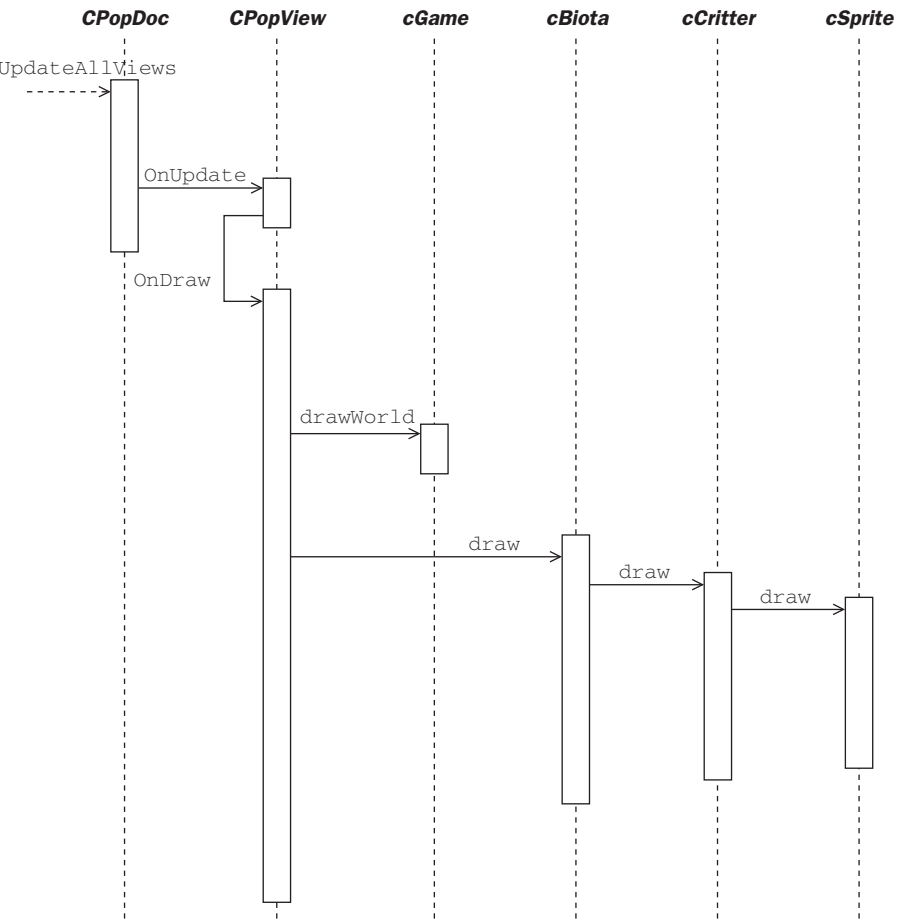 CPopDoc CPopView cGame cBiota cCritter cSprite
UpdateAllViews
OnUpdate
OnDraw
drawWorld
draw
draw
draw